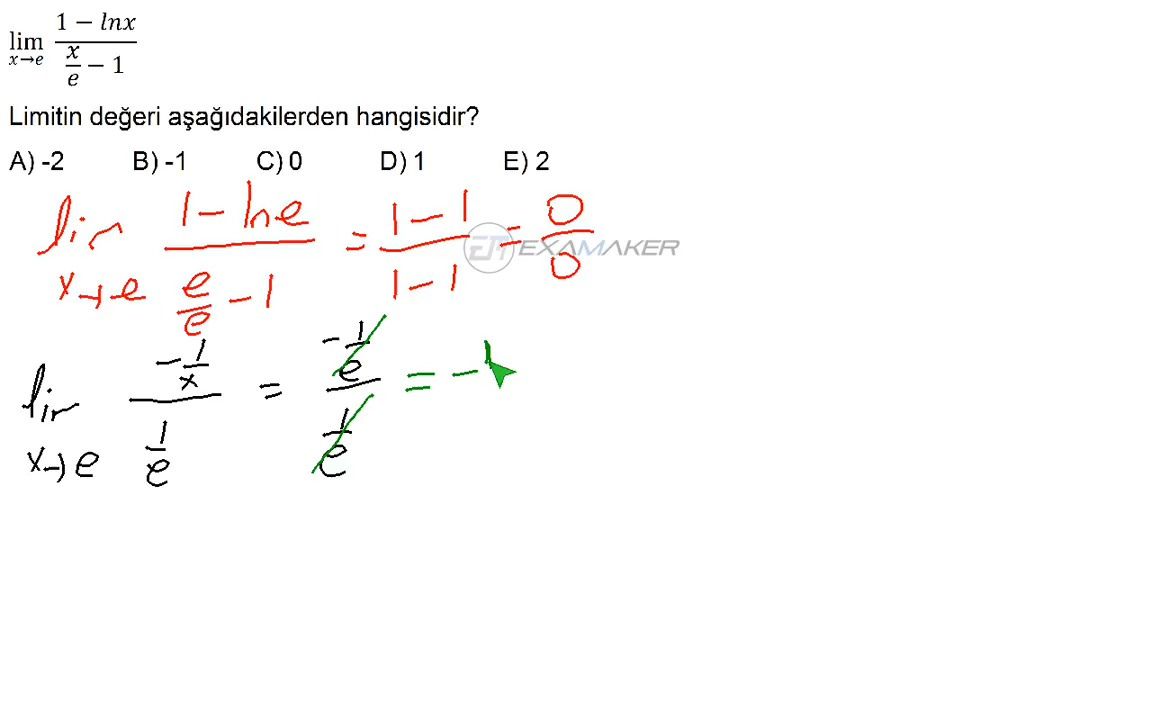 lim x→e (1 − lnx) / (x/e − 1)
Limitin değeri aşağıdakilerden hangisidir?
A) -2 B) -1 C) 0 D) 1 E) 2
lim x→e (1 − ln e) / (e/e − 1) = (1 − 1) / (1 − 1) = 0/0
EXAMAKER
lim x→e (−1/x) / (1/e) = (−1/e) / (1/e) = −1